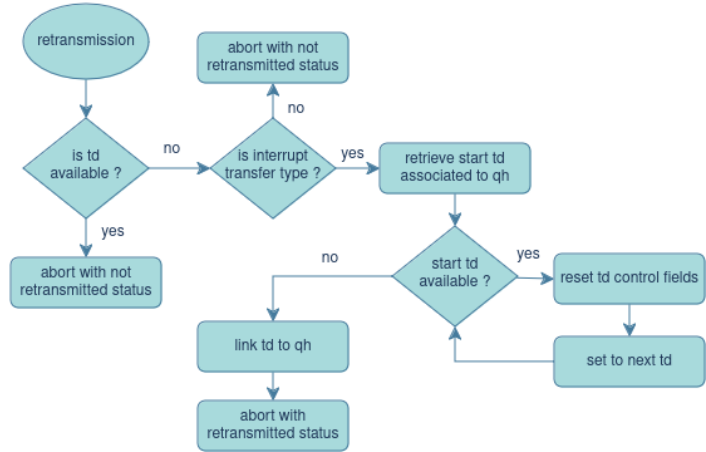 retransmission
abort with not
retransmitted status
no
is td
available ?
no
is interrupt
transfer type ?
yes
retrieve start td
associated to qh
yes
abort with not
retransmitted status
start td
available ?
yes
reset td control fields
no
link td to qh
set to next td
abort with
retransmitted status